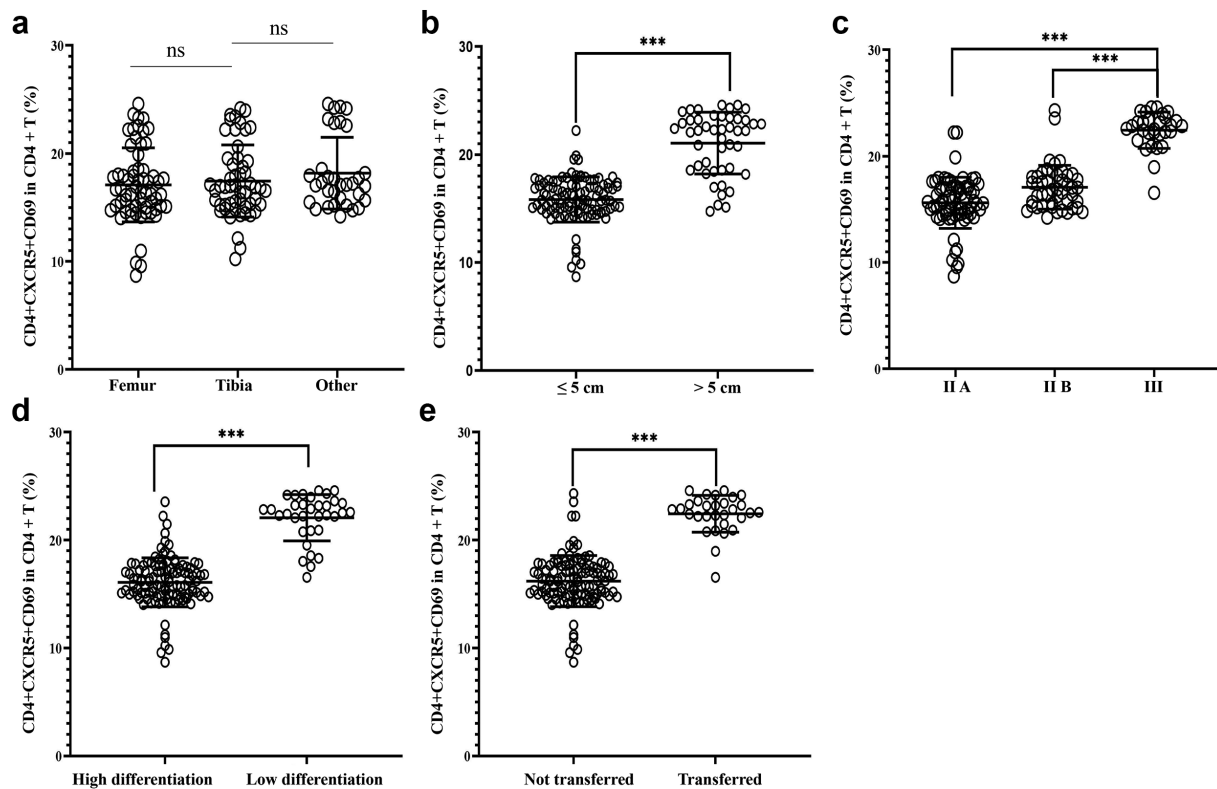 a
ns
ns
CD4+CXCR5+CD69 in CD4 + T (%)
30
20
10
0
Femur
Tibia
Other
b
***
CD4+CXCR5+CD69 in CD4 + T (%)
30
20
10
0
≤ 5 cm
> 5 cm
c
***
***
CD4+CXCR5+CD69 in CD4 + T (%)
30
20
10
0
II A
II B
III
d
***
CD4+CXCR5+CD69 in CD4 + T (%)
30
20
10
0
High differentiation
Low differentiation
e
***
CD4+CXCR5+CD69 in CD4 + T (%)
30
20
10
0
Not transferred
Transferred